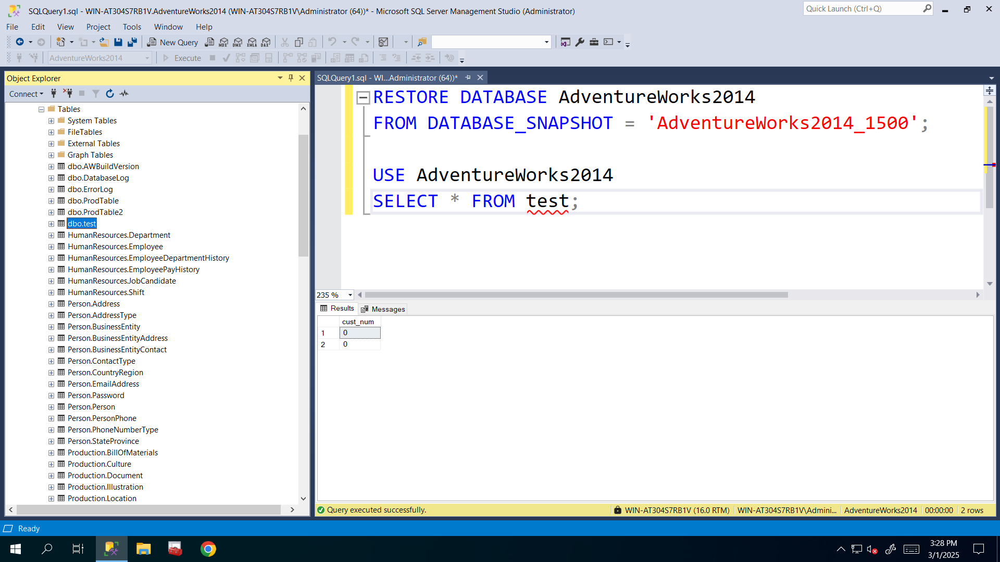 SQLQuery1.sql - WIN-AT304S7RB1V.AdventureWorks2014 (WIN-AT304S7RB1V\Administrator (64))* - Microsoft SQL Server Management Studio (Administrator)
Quick Launch (Ctrl+Q)
File Edit View Project Tools Window Help
New Query
MDX DMX XMLA DAX
AdventureWorks2014
Execute
Object Explorer
Connect
Tables
System Tables
FileTables
External Tables
Graph Tables
dbo.AWBuildVersion
dbo.DatabaseLog
dbo.ErrorLog
dbo.ProdTable
dbo.ProdTable2
dbo.test
HumanResources.Department
HumanResources.Employee
HumanResources.EmployeeDepartmentHistory
HumanResources.EmployeePayHistory
HumanResources.JobCandidate
HumanResources.Shift
Person.Address
Person.AddressType
Person.BusinessEntity
Person.BusinessEntityAddress
Person.BusinessEntityContact
Person.ContactType
Person.CountryRegion
Person.EmailAddress
Person.Password
Person.Person
Person.PersonPhone
Person.PhoneNumberType
Person.StateProvince
Production.BillOfMaterials
Production.Culture
Production.Document
Production.Illustration
Production.Location
SQLQuery1.sql - WI...Administrator (64))*
RESTORE DATABASE AdventureWorks2014
FROM DATABASE_SNAPSHOT = 'AdventureWorks2014_1500';
USE AdventureWorks2014
SELECT * FROM test;
235 %
Results Messages
cust_num
1 0
2 0
Query executed successfully.
WIN-AT304S7RB1V (16.0 RTM) WIN-AT304S7RB1V\Admini... AdventureWorks2014 00:00:00 2 rows
Ready
3:28 PM
3/1/2025